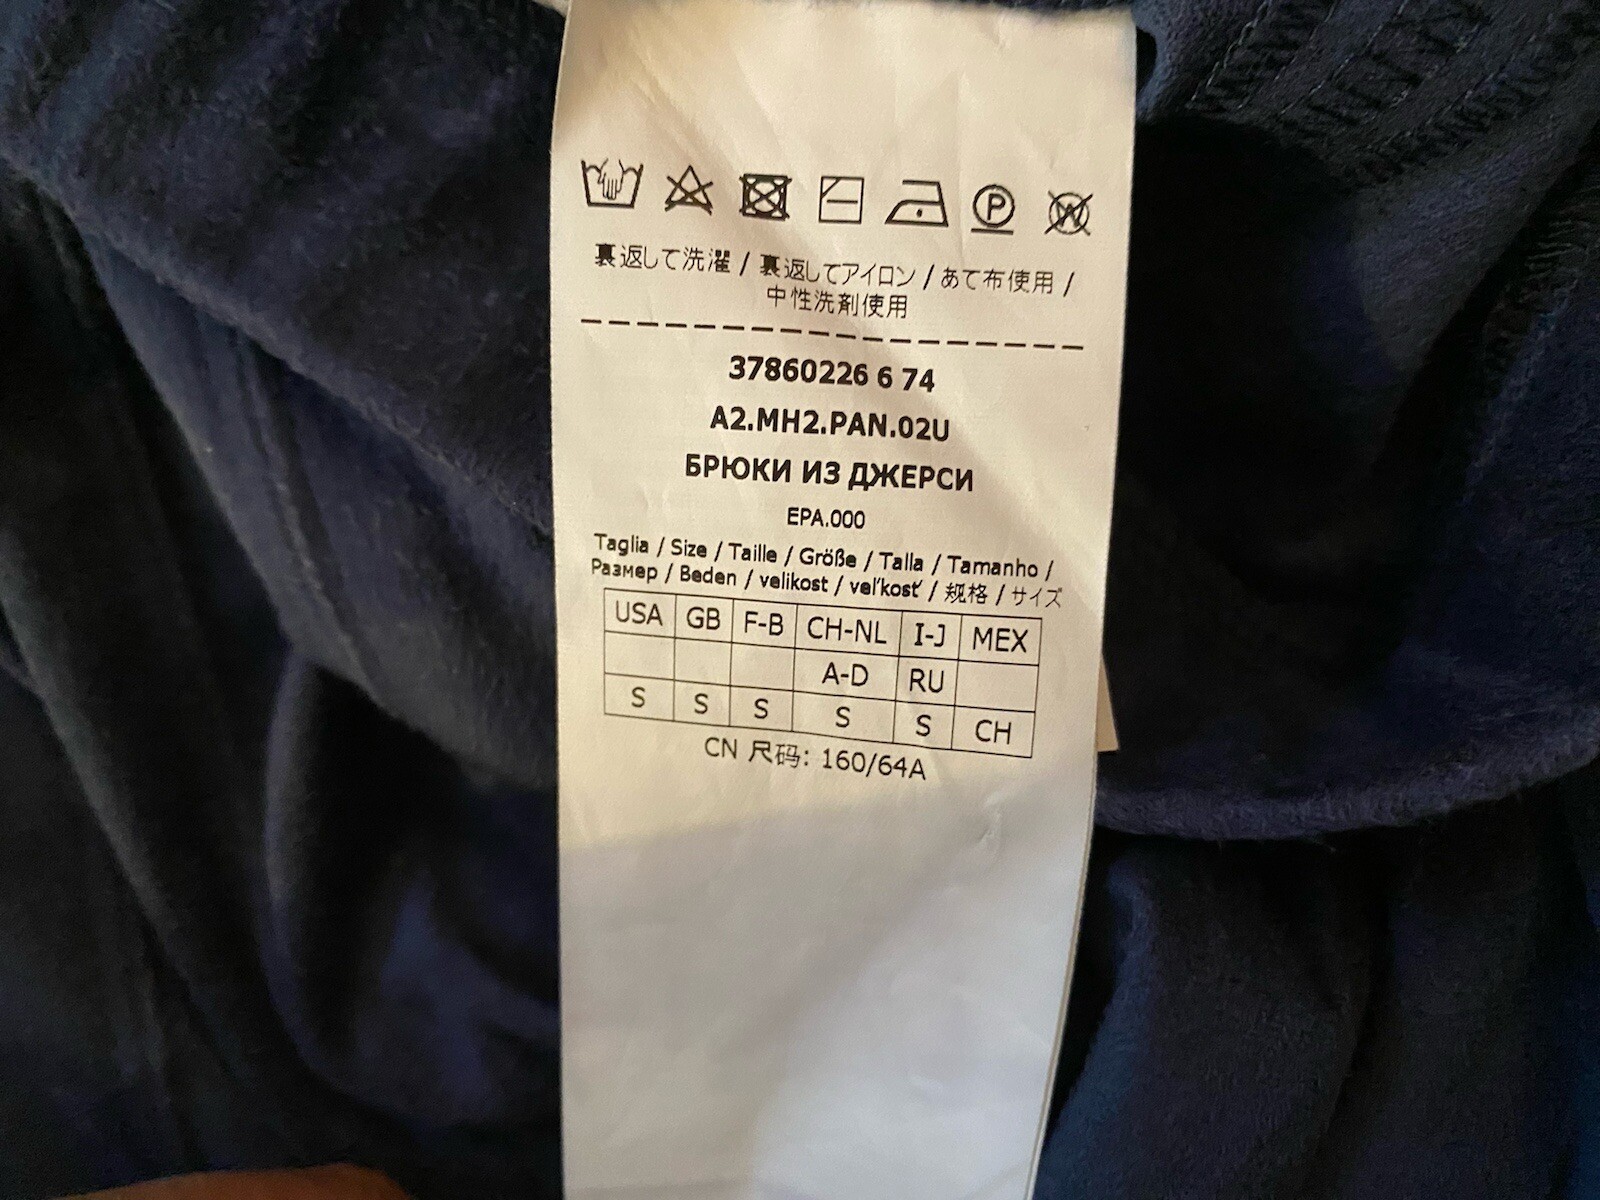 裏返して洗濯 / 裏返してアイロン / あて布使用 /
中性洗剤使用
37860226 6 74
A2.MH2.PAN.02U
БРЮКИ ИЗ ДЖЕРСИ
EPA.000
Taglia / Size / Taille / Größe / Talla / Tamanho /
Размер / Beden / velikost / veľkosť / 规格 / サイズ
USA GB F-B CH-NL I-J MEX
A-D RU
S S S S S CH
CN 尺码: 160/64A